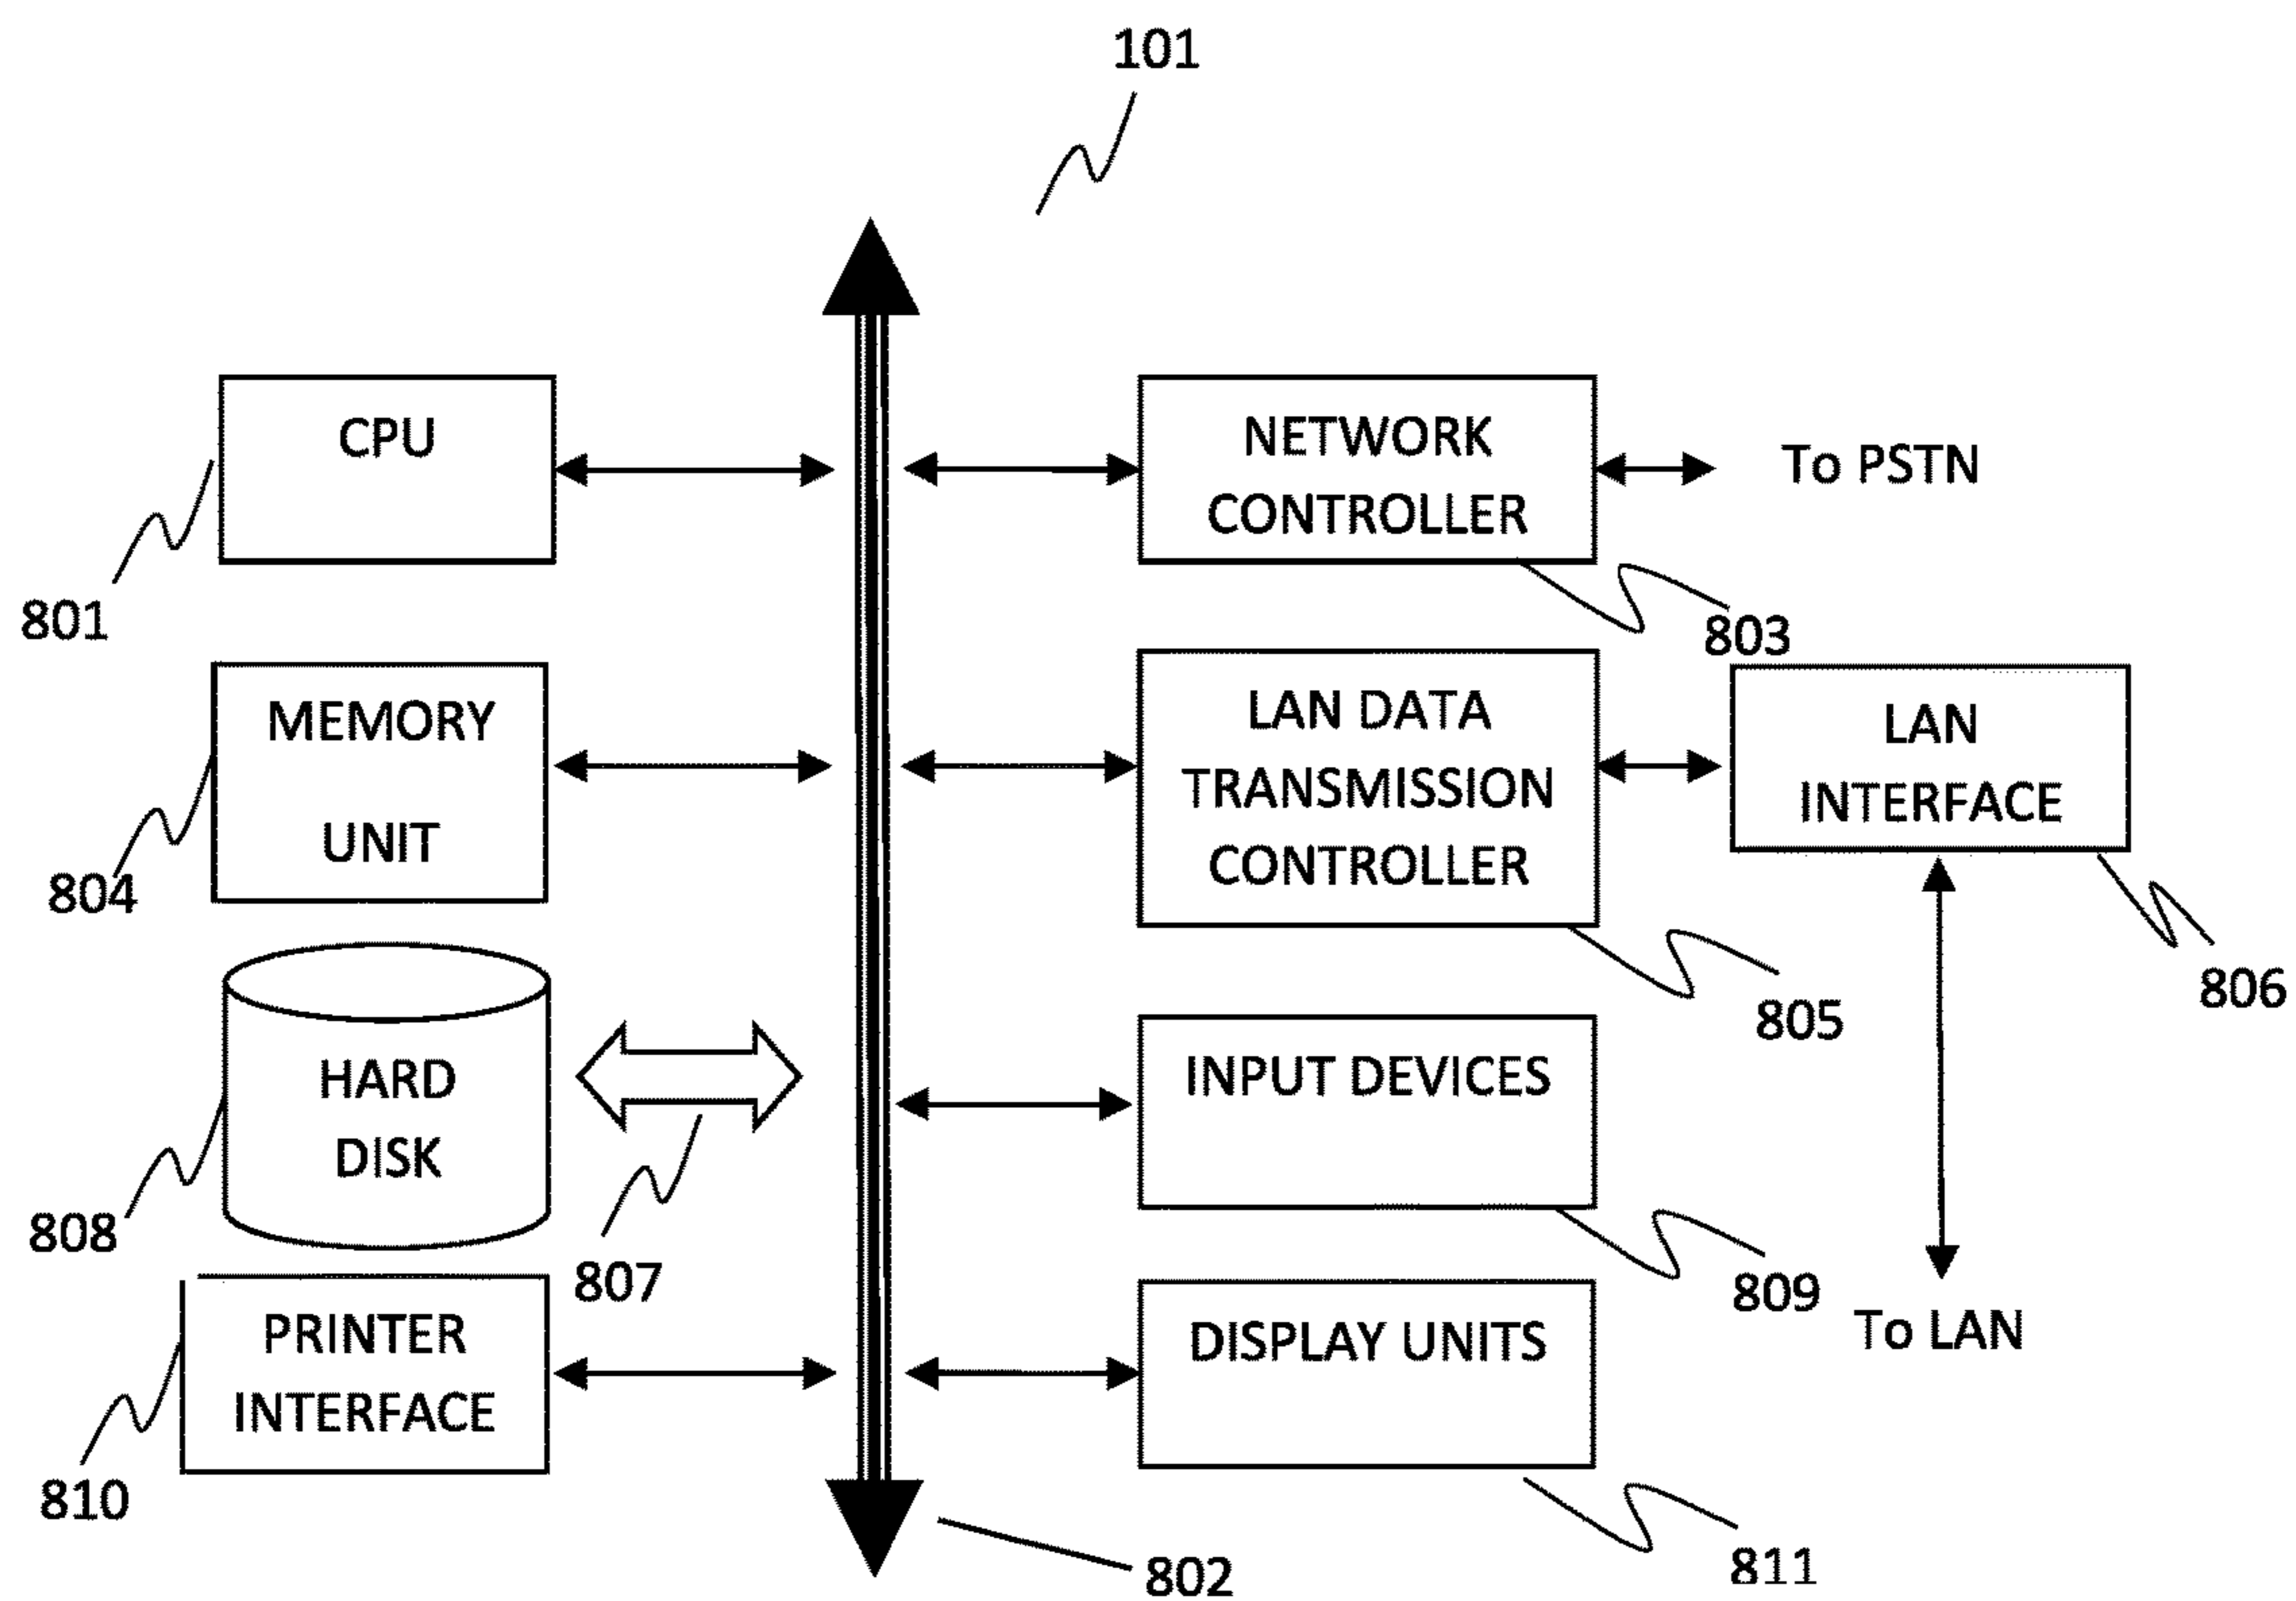 101
CPU
801
NETWORK
CONTROLLER
803
To PSTN
MEMORY
UNIT
804
LAN DATA
TRANSMISSION
CONTROLLER
805
LAN
INTERFACE
806
HARD
DISK
808
807
INPUT DEVICES
809
To LAN
PRINTER
INTERFACE
810
DISPLAY UNITS
811
802